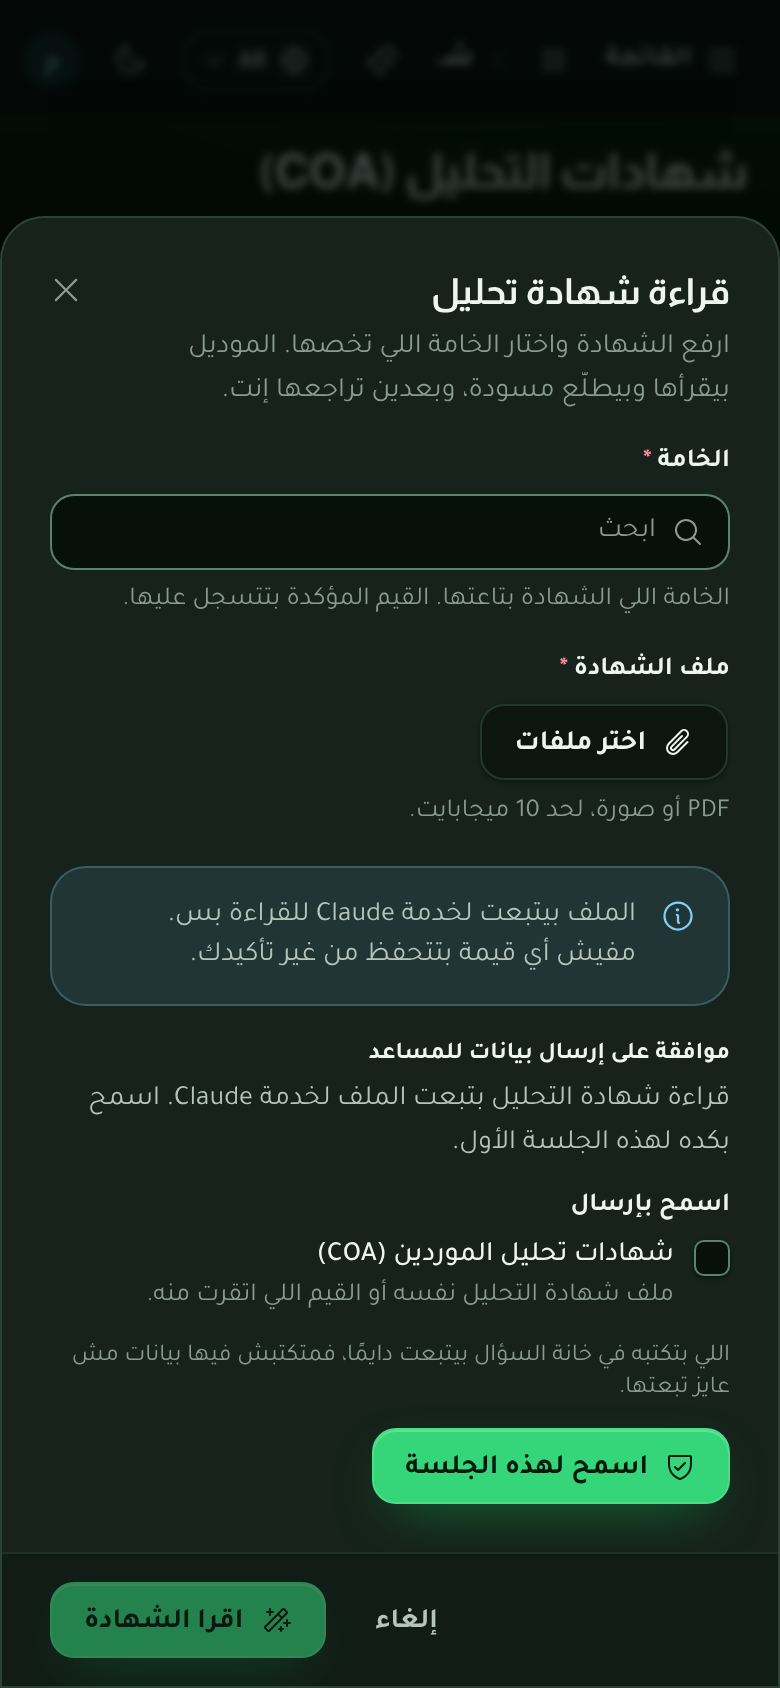 القائمة
AR
م
شهادات التحليل (COA)
قراءة شهادة تحليل
ارفع الشهادة واختار الخامة اللي تخصها. الموديل
بيقرأها وبيطلّع مسودة، وبعدين تراجعها إنت.
الخامة *
ابحث
الخامة اللي الشهادة بتاعتها. القيم المؤكدة بتتسجل عليها.
ملف الشهادة *
اختر ملفات
PDF أو صورة، لحد 10 ميجابايت.
الملف بيتبعت لخدمة Claude للقراءة بس.
مفيش أي قيمة بتتحفظ من غير تأكيدك.
موافقة على إرسال بيانات للمساعد
قراءة شهادة التحليل بتبعت الملف لخدمة Claude. اسمح
بكده لهذه الجلسة الأول.
اسمح بإرسال
شهادات تحليل الموردين (COA)
ملف شهادة التحليل نفسه أو القيم اللي اتقرت منه.
اللي بتكتبه في خانة السؤال بيتبعت دايمًا، فمتكتبش فيها بيانات مش
عايز تبعتها.
اسمح لهذه الجلسة
إلغاء
اقرا الشهادة